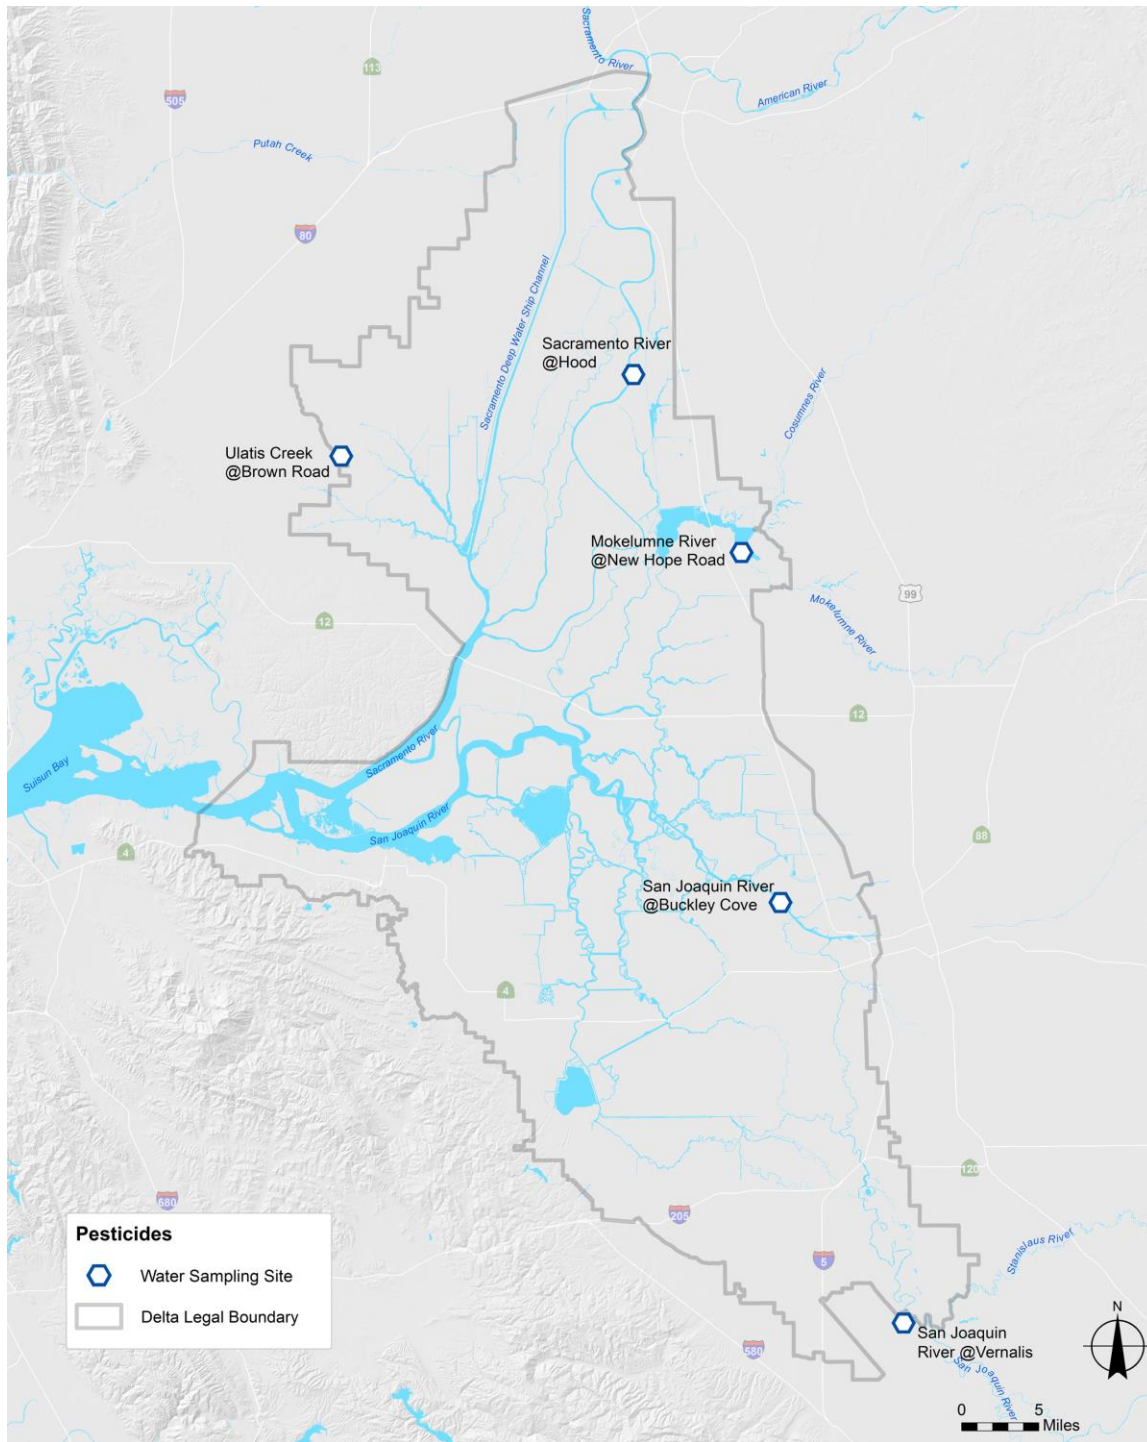 Sacramento
River
113
505
American River
Putah Creek
80
Sacramento Deep Water Ship Channel
Sacramento River
@Hood
Cosumnes River
Ulatis Creek
@Brown Road
Mokelumne River
@New Hope Road
99
Mokelumne River
12
12
Suisun Bay
Sacramento River
San Joaquin River
4
88
San Joaquin River
@Buckley Cove
4
120
680
205
5
Stanislaus River
Pesticides
Water Sampling Site
Delta Legal Boundary
580
San Joaquin
River @Vernalis
San Joaquin River
N
0 5
Miles